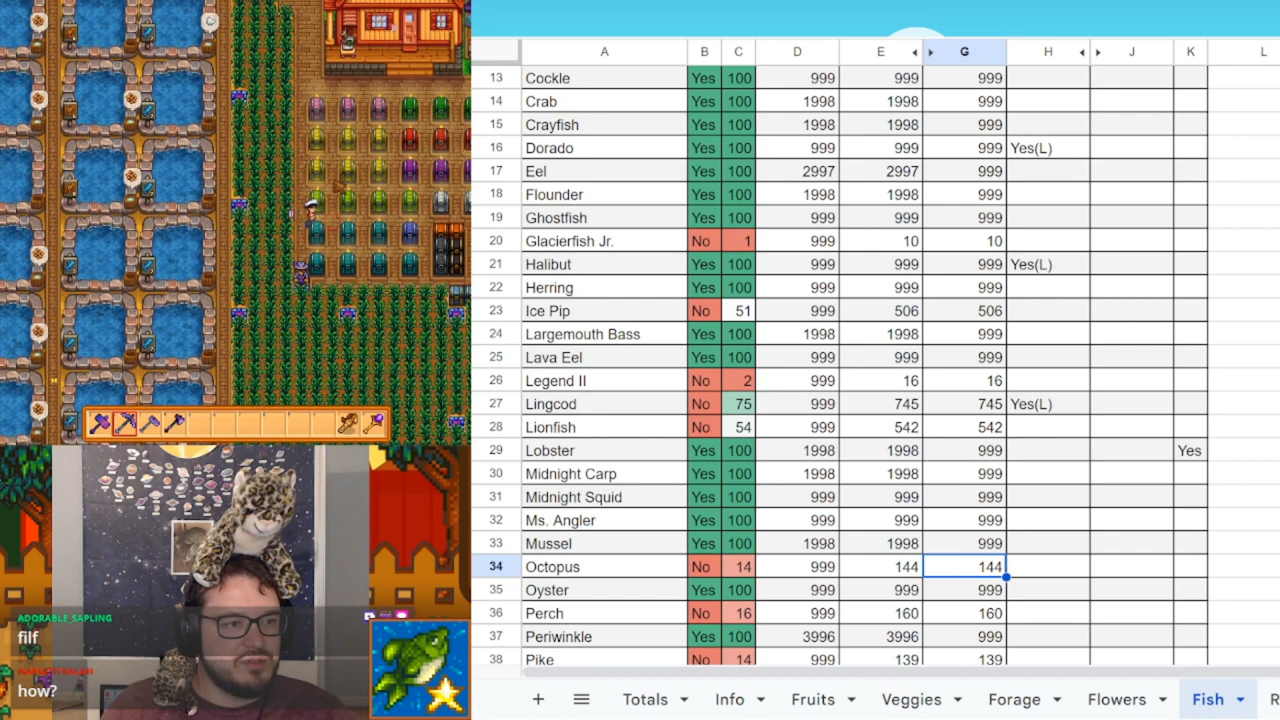 A B C D E G H J K L
13 Cockle Yes 100 999 999 999
14 Crab Yes 100 1998 1998 999
15 Crayfish Yes 100 1998 1998 999
16 Dorado Yes 100 999 999 999 Yes(L)
17 Eel Yes 100 2997 2997 999
18 Flounder Yes 100 1998 1998 999
19 Ghostfish Yes 100 999 999 999
20 Glacierfish Jr. No 1 999 10 10
21 Halibut Yes 100 999 999 999 Yes(L)
22 Herring Yes 100 999 999 999
23 Ice Pip No 51 999 506 506
24 Largemouth Bass Yes 100 1998 1998 999
25 Lava Eel Yes 100 999 999 999
26 Legend II No 2 999 16 16
27 Lingcod No 75 999 745 745 Yes(L)
28 Lionfish No 54 999 542 542
29 Lobster Yes 100 1998 1998 999 Yes
30 Midnight Carp Yes 100 1998 1998 999
31 Midnight Squid Yes 100 999 999 999
32 Ms. Angler Yes 100 999 999 999
33 Mussel Yes 100 1998 1998 999
34 Octopus No 14 999 144 144
35 Oyster Yes 100 999 999 999
36 Perch No 16 999 160 160
37 Periwinkle Yes 100 3996 3996 999
38 Pike No 14 999 139 139
Totals Info Fruits Veggies Forage Flowers Fish R
ADORABLE_SAPLING
filf
how?